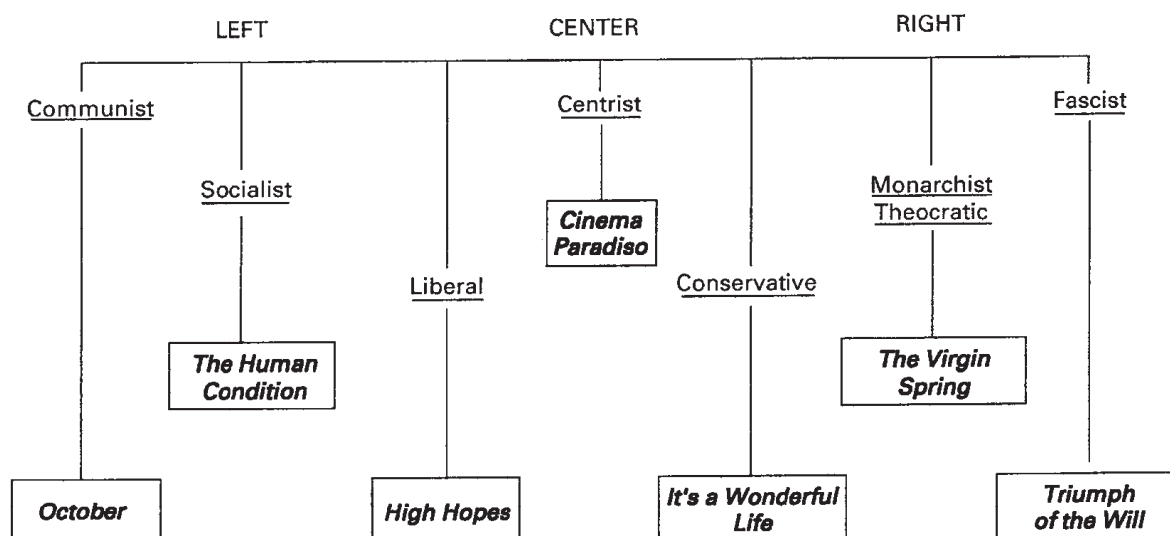 LEFT
CENTER
RIGHT
Communist
Socialist
Liberal
Centrist
Conservative
Monarchist
Theocratic
Fascist
October
The Human
Condition
High Hopes
Cinema
Paradiso
It's a Wonderful
Life
The Virgin
Spring
Triumph
of the Will